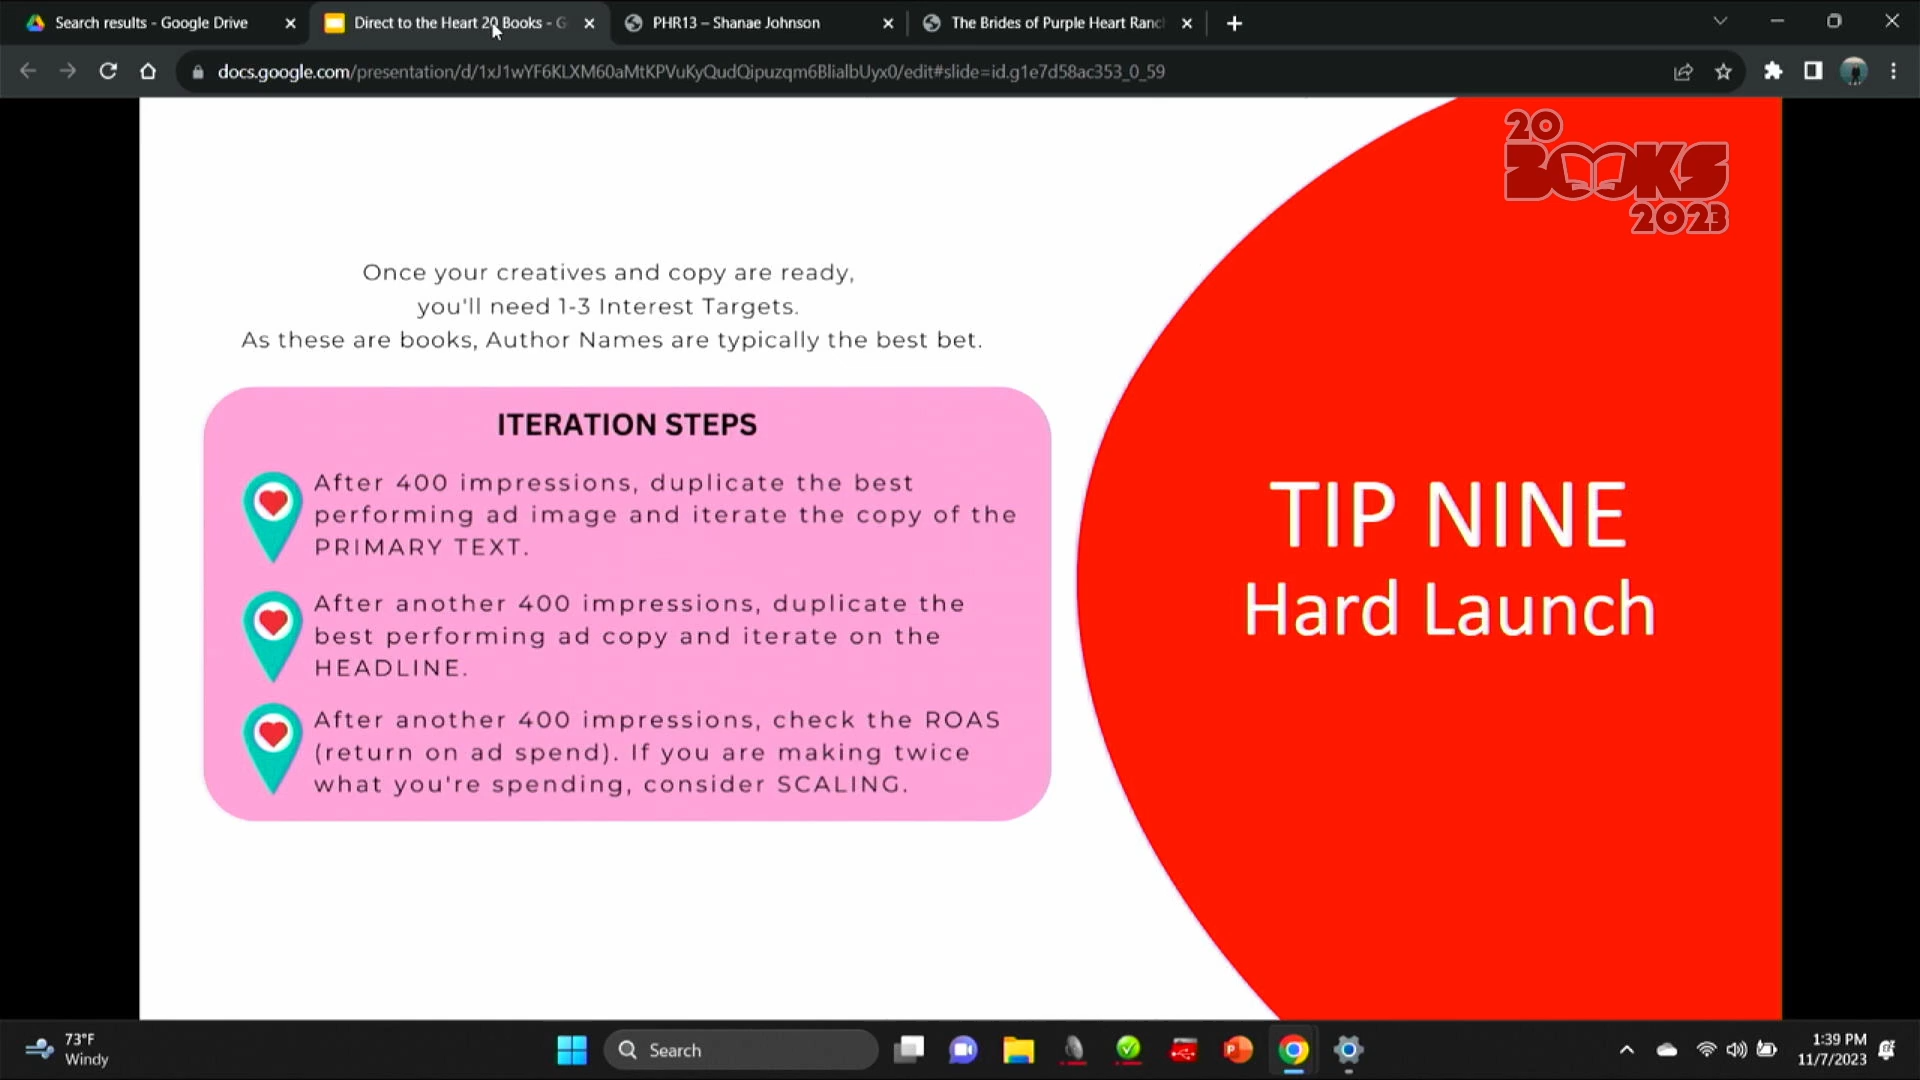 Search results - Google Drive
Direct to the Heart 20 Books - G
PHR13 – Shanae Johnson
The Brides of Purple Heart Ranc
docs.google.com/presentation/d/1xJ1wYF6KLXM60aMtKPVuKyQudQipuzqm6BlialbUyx0/edit#slide=id.g1e7d58ac353_0_59
20
BOOKS
2023
Once your creatives and copy are ready,
you'll need 1-3 Interest Targets.
As these are books, Author Names are typically the best bet.
ITERATION STEPS
After 400 impressions, duplicate the best
performing ad image and iterate the copy of the
PRIMARY TEXT.
After another 400 impressions, duplicate the
best performing ad copy and iterate on the
HEADLINE.
After another 400 impressions, check the ROAS
(return on ad spend). If you are making twice
what you're spending, consider SCALING.
TIP NINE
Hard Launch
73°F
Windy
Search
1:39 PM
11/7/2023